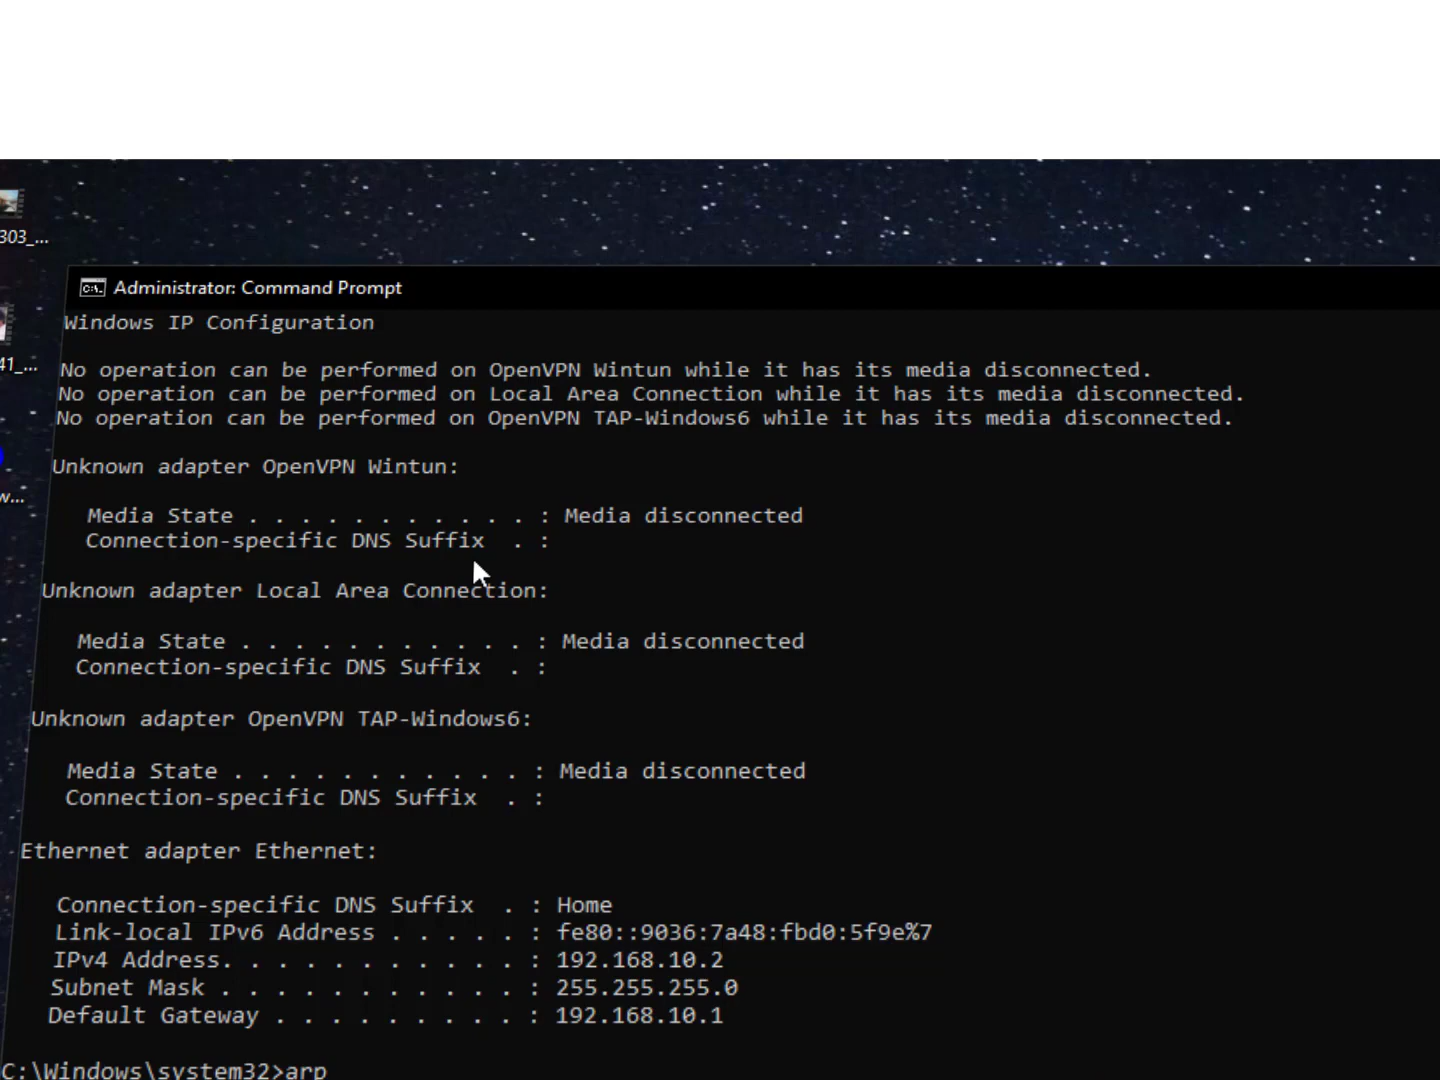 303_...
41_...
w...
Administrator: Command Prompt
Windows IP Configuration
No operation can be performed on OpenVPN Wintun while it has its media disconnected.
No operation can be performed on Local Area Connection while it has its media disconnected.
No operation can be performed on OpenVPN TAP-Windows6 while it has its media disconnected.
Unknown adapter OpenVPN Wintun:
Media State . . . . . . . . . . . : Media disconnected
Connection-specific DNS Suffix  . :
Unknown adapter Local Area Connection:
Media State . . . . . . . . . . . : Media disconnected
Connection-specific DNS Suffix  . :
Unknown adapter OpenVPN TAP-Windows6:
Media State . . . . . . . . . . . : Media disconnected
Connection-specific DNS Suffix  . :
Ethernet adapter Ethernet:
Connection-specific DNS Suffix  . : Home
Link-local IPv6 Address . . . . . : fe80::9036:7a48:fbd0:5f9e%7
IPv4 Address. . . . . . . . . . . : 192.168.10.2
Subnet Mask . . . . . . . . . . . : 255.255.255.0
Default Gateway . . . . . . . . . : 192.168.10.1
C:\Windows\system32>arp